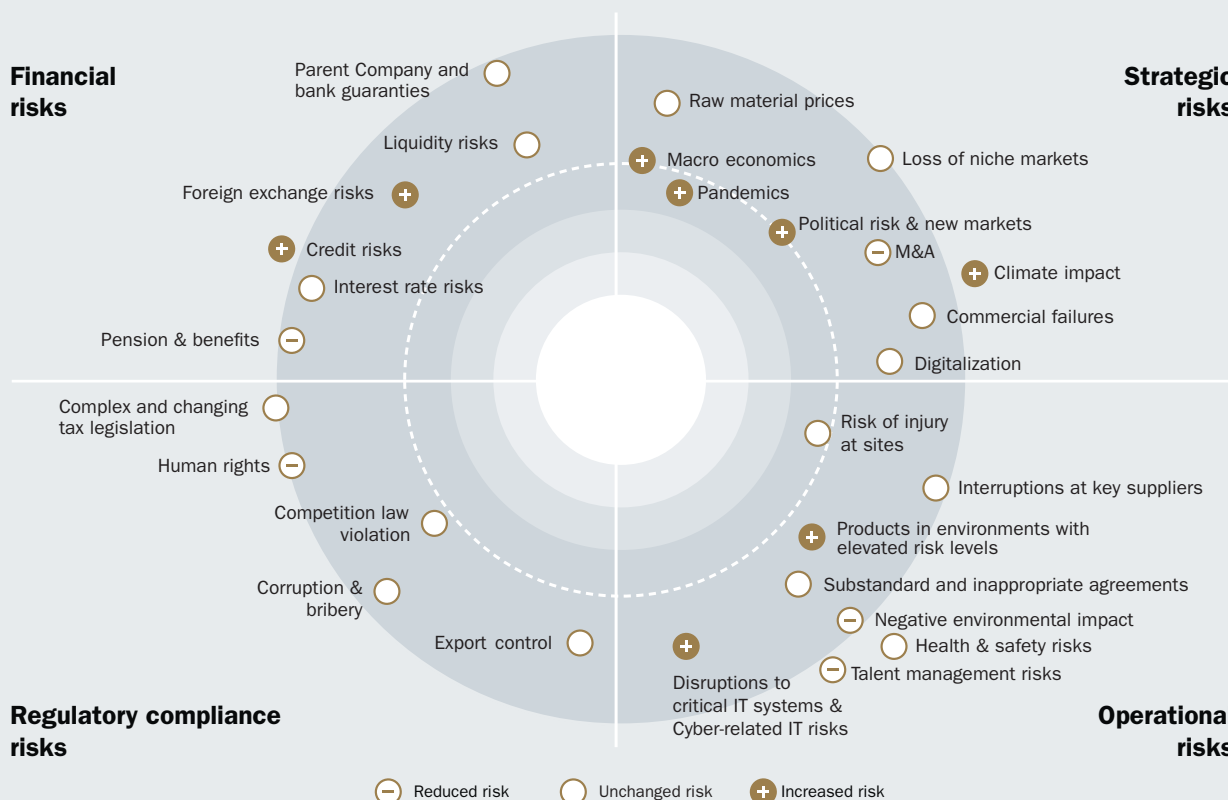 Financial
risks
Parent Company and
bank guaranties
Liquidity risks
Foreign exchange risks
Credit risks
Interest rate risks
Pension & benefits
Strategic
risks
Raw material prices
Macro economics
Loss of niche markets
Pandemics
Political risk & new markets
M&A
Climate impact
Commercial failures
Digitalization
Complex and changing
tax legislation
Human rights
Competition law
violation
Corruption &
bribery
Export control
Regulatory compliance
risks
Risk of injury
at sites
Interruptions at key suppliers
Products in environments with
elevated risk levels
Substandard and inappropriate agreements
Negative environmental impact
Health & safety risks
Talent management risks
Disruptions to
critical IT systems &
Cyber-related IT risks
Operationa
risks
Reduced risk
Unchanged risk
Increased risk